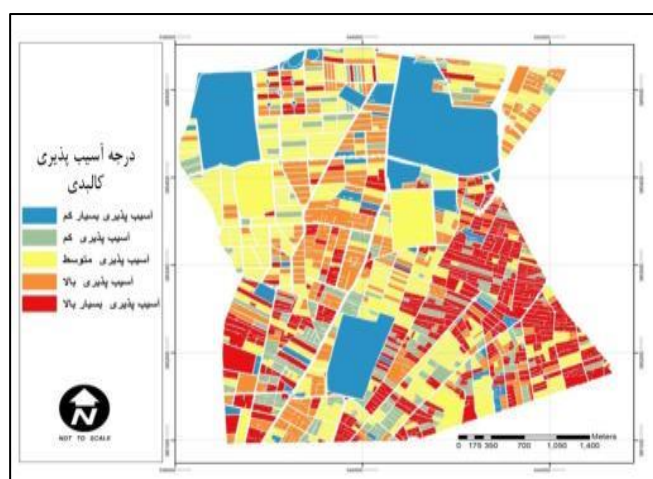 درجه آسیب پذیری
کالبدی
آسیب پذیری بسیار کم
آسیب پذیری کم
آسیب پذیری متوسط
آسیب پذیری بالا
آسیب پذیری بسیار بالا
N
NOT TO SCALE
Meters
0 175 350 700 1,050 1,400